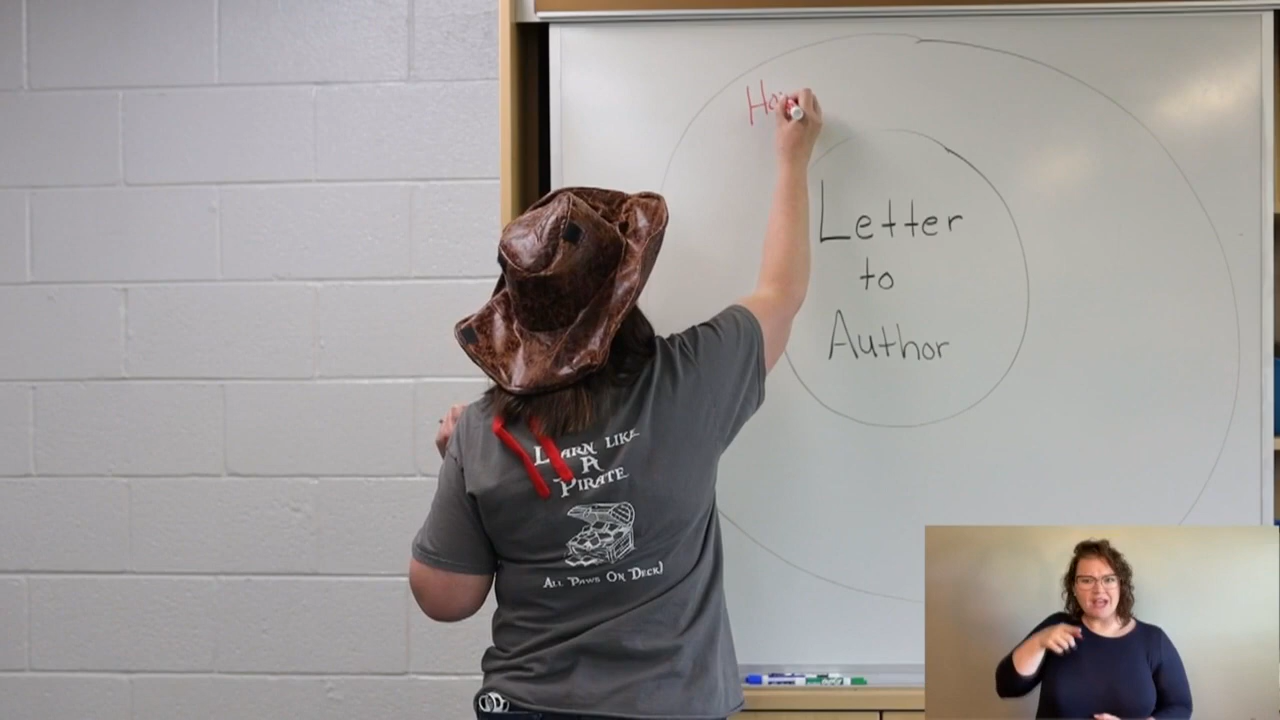 Letter
to
Author
LEARN LIKE
A
PIRATE
ALL PAWS ON DECK!